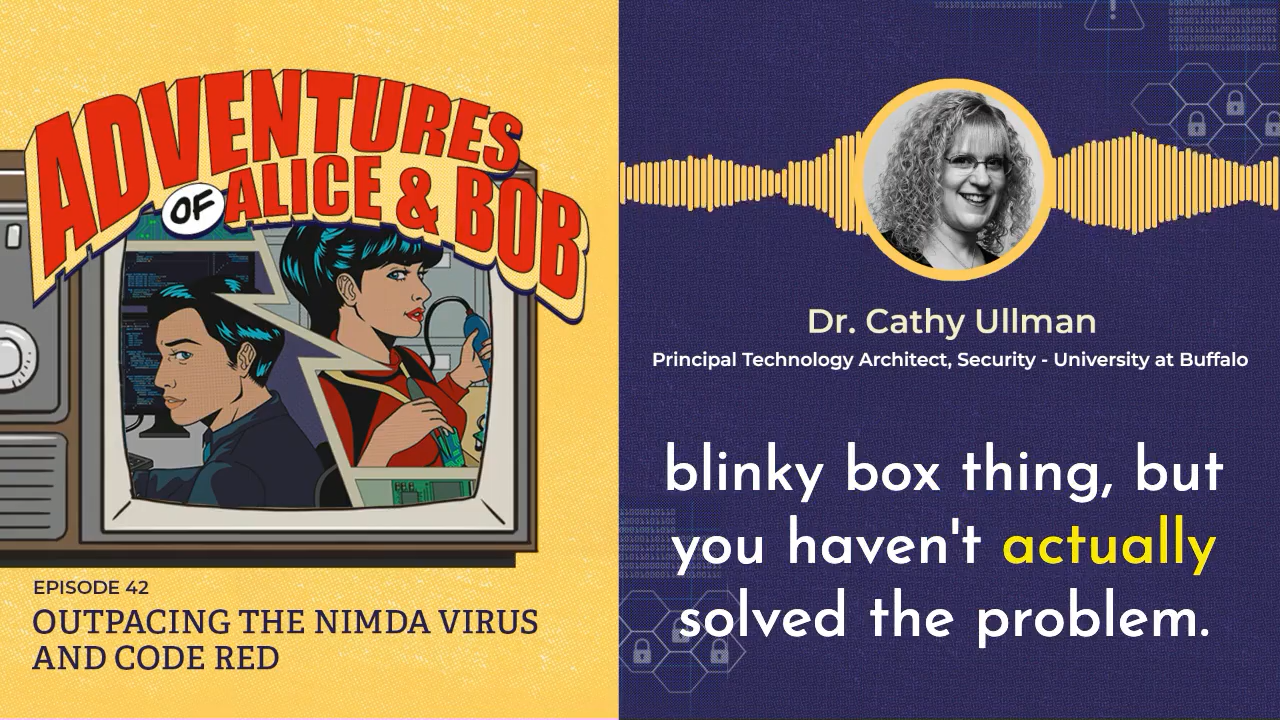 ADVENTURES
OF ALICE & BOB
EPISODE 42
OUTPACING THE NIMDA VIRUS
AND CODE RED
Dr. Cathy Ullman
Principal Technology Architect, Security - University at Buffalo
blinky box thing, but
you haven't actually
solved the problem.